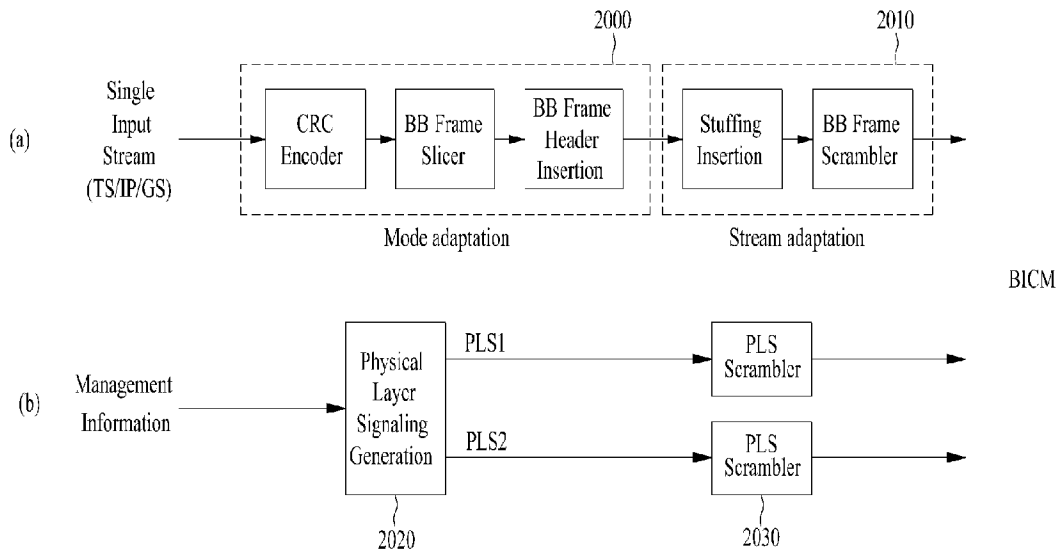 2000
2010
(a)
Single
Input
Stream
(TS/IP/GS)
CRC
Encoder
BB Frame
Slicer
BB Frame
Header
Insertion
Stuffing
Insertion
BB Frame
Scrambler
Mode adaptation
Stream adaptation
BICM
(b)
Management
Information
Physical
Layer
Signaling
Generation
PLS1
PLS2
PLS
Scrambler
PLS
Scrambler
2020
2030